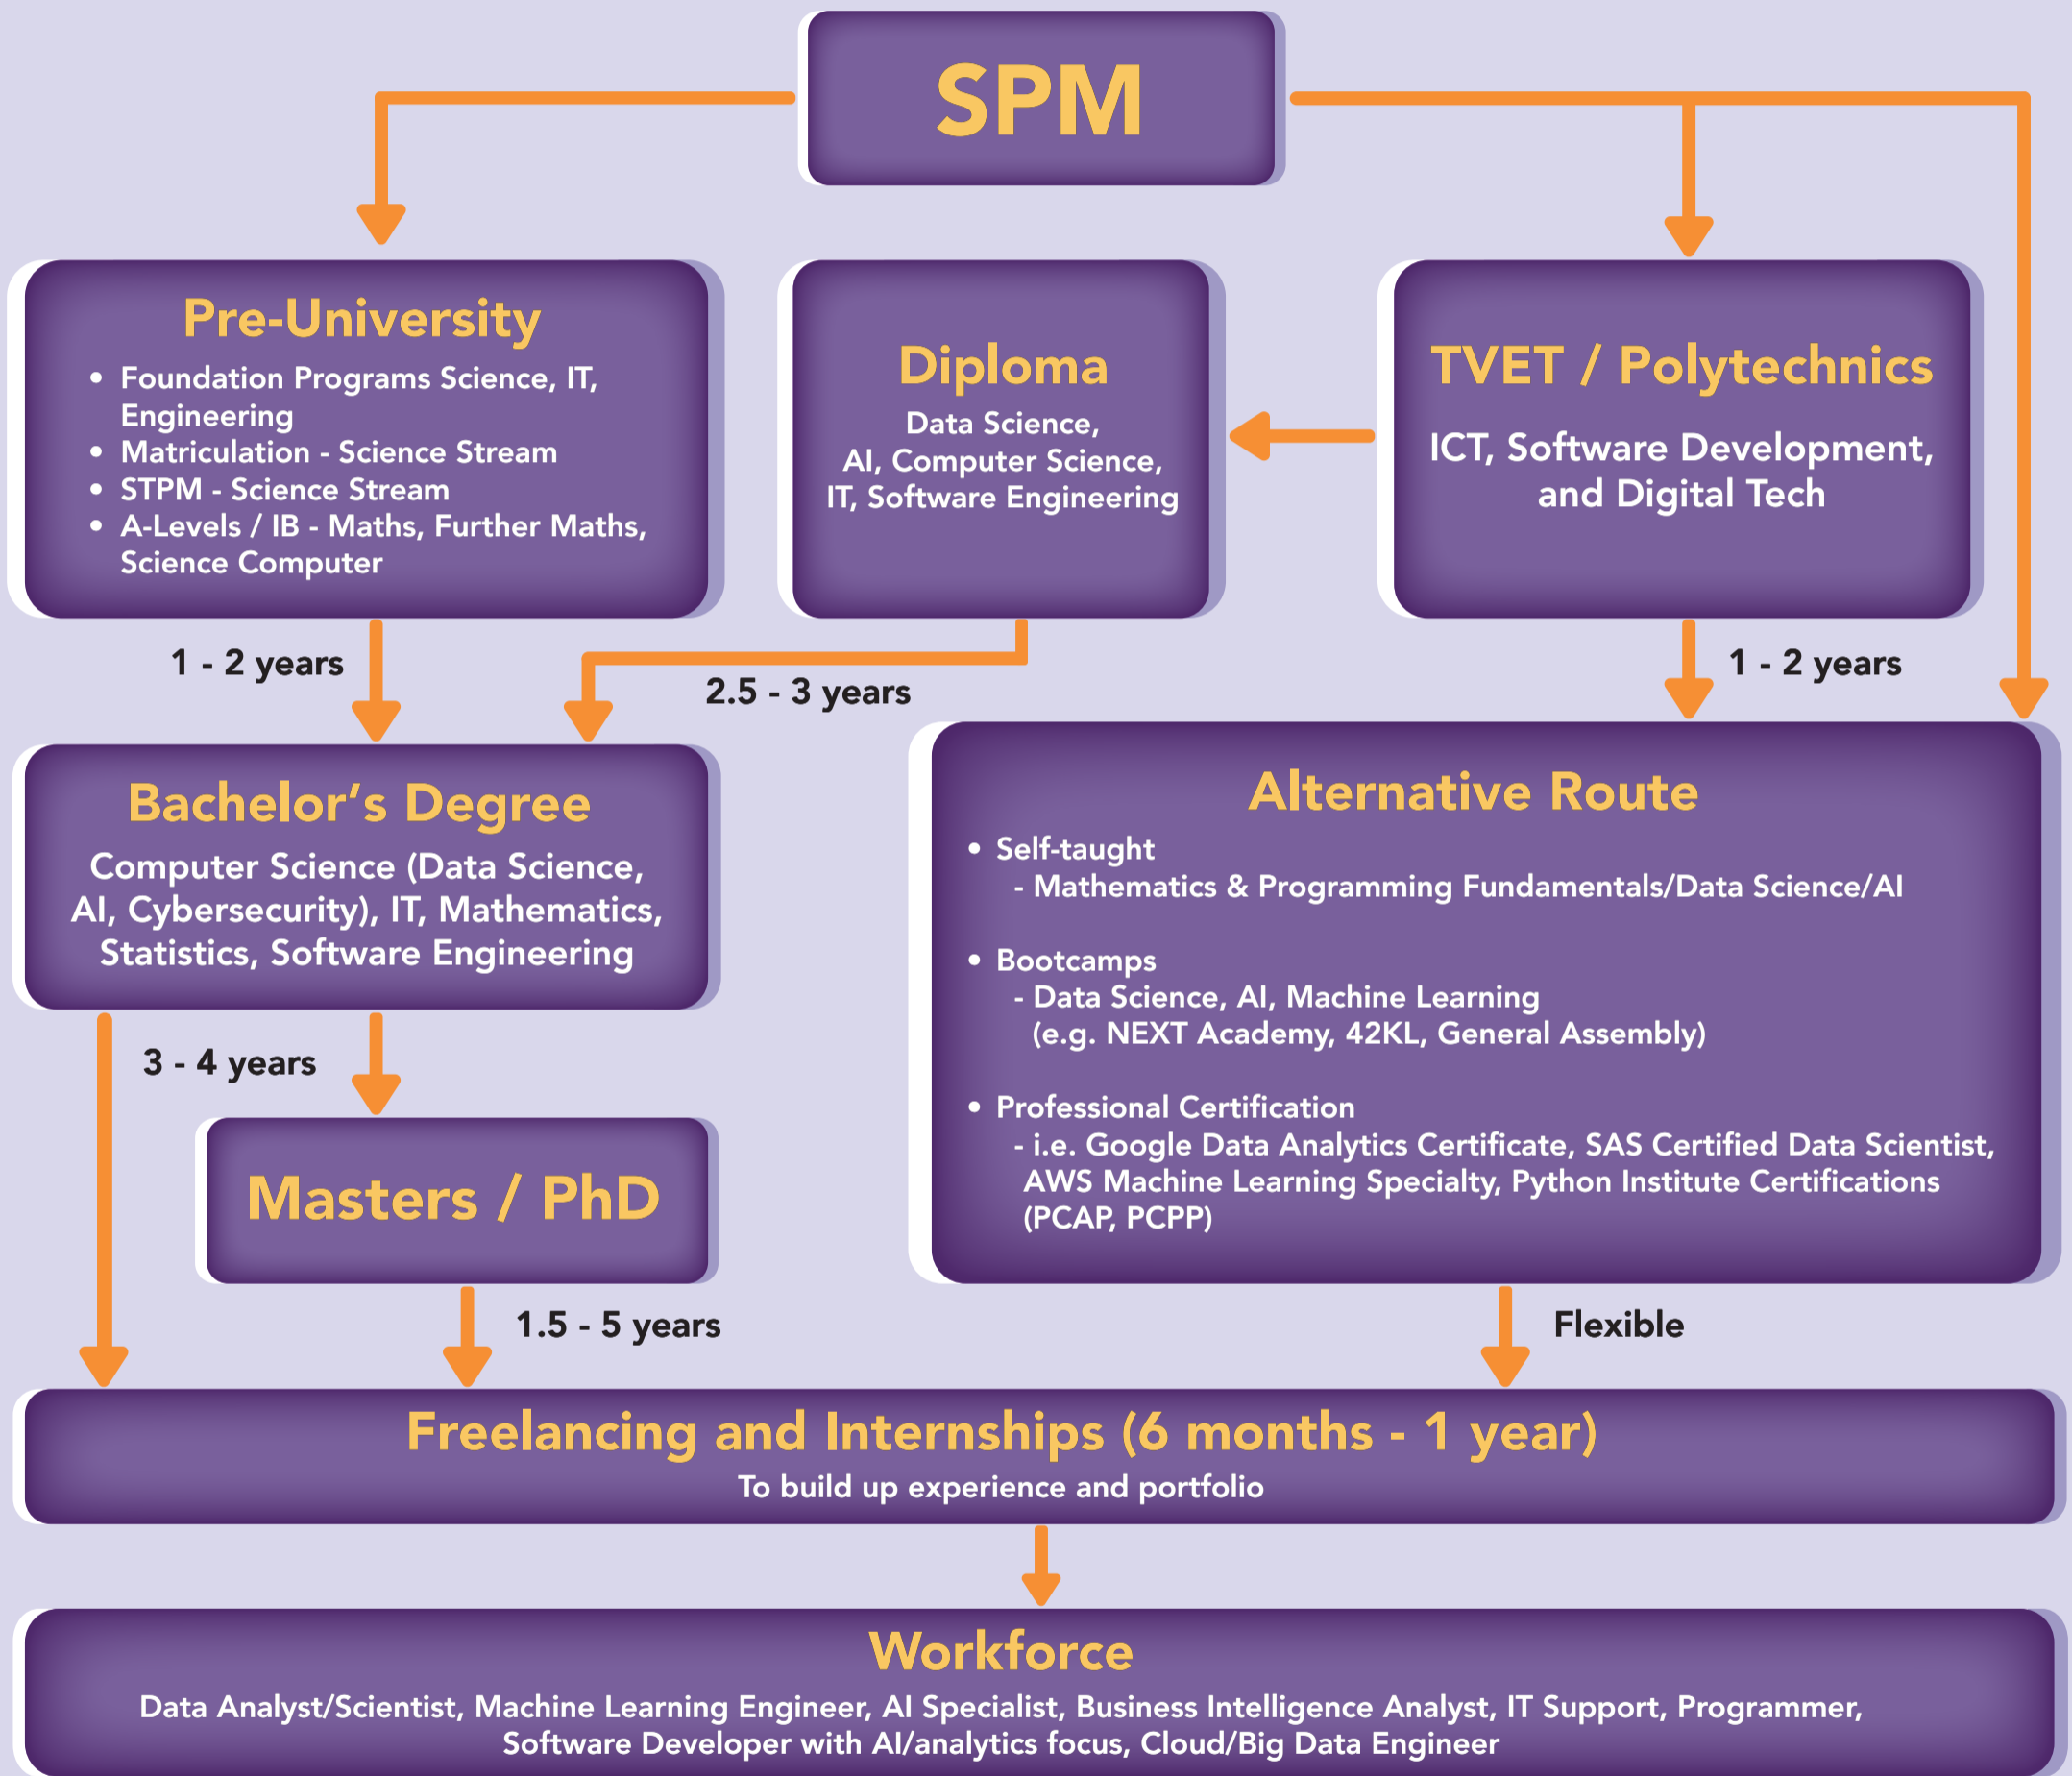 SPM
Pre-University
• Foundation Programs Science, IT,
Engineering
• Matriculation - Science Stream
• STPM - Science Stream
• A-Levels / IB - Maths, Further Maths,
Science Computer
Diploma
Data Science,
AI, Computer Science,
IT, Software Engineering
TVET / Polytechnics
ICT, Software Development,
and Digital Tech
1 - 2 years
2.5 - 3 years
1 - 2 years
Bachelor’s Degree
Computer Science (Data Science,
AI, Cybersecurity), IT, Mathematics,
Statistics, Software Engineering
3 - 4 years
Masters / PhD
1.5 - 5 years
Alternative Route
• Self-taught
- Mathematics & Programming Fundamentals/Data Science/AI
• Bootcamps
- Data Science, AI, Machine Learning
(e.g. NEXT Academy, 42KL, General Assembly)
• Professional Certification
- i.e. Google Data Analytics Certificate, SAS Certified Data Scientist,
AWS Machine Learning Specialty, Python Institute Certifications
(PCAP, PCPP)
Flexible
Freelancing and Internships (6 months - 1 year)
To build up experience and portfolio
Workforce
Data Analyst/Scientist, Machine Learning Engineer, AI Specialist, Business Intelligence Analyst, IT Support, Programmer,
Software Developer with AI/analytics focus, Cloud/Big Data Engineer